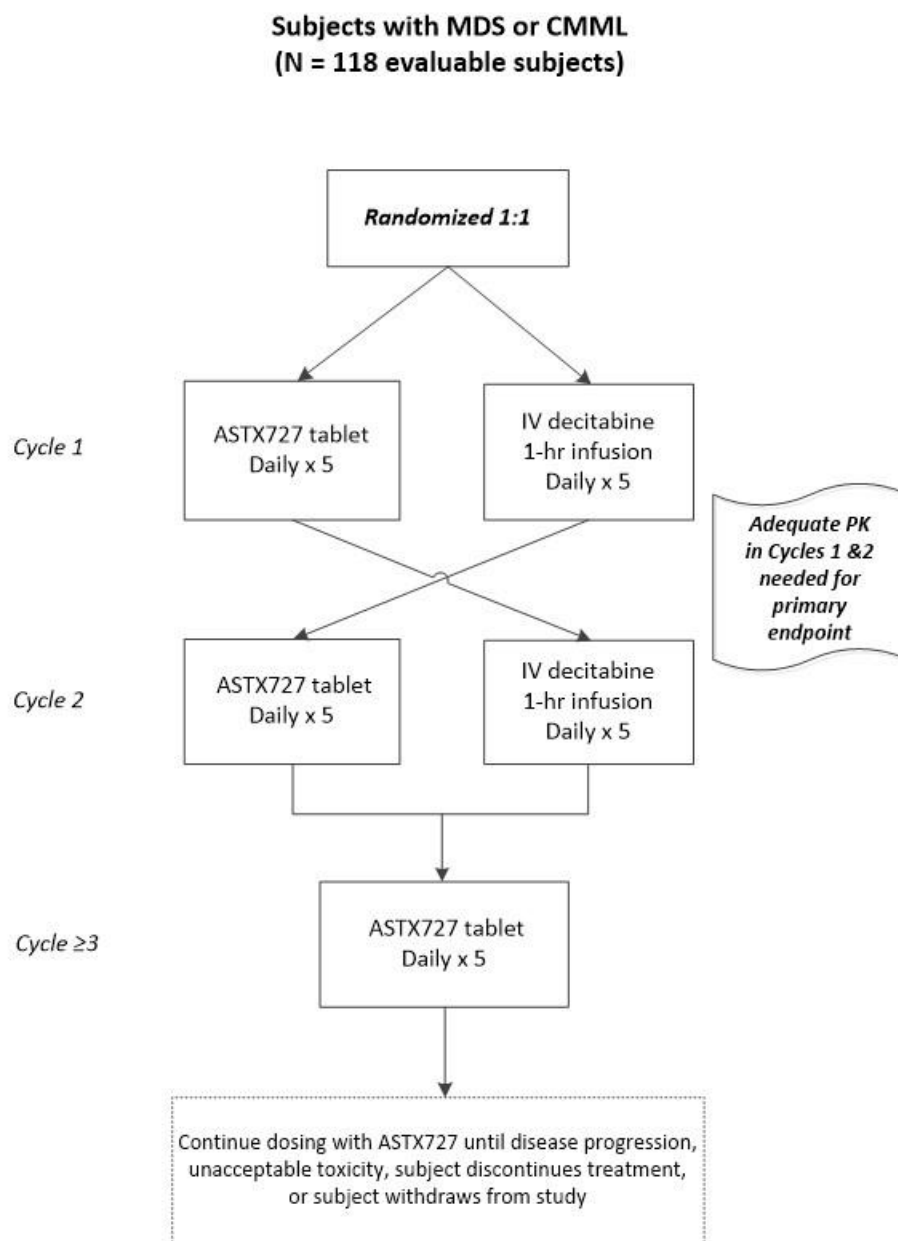 Subjects with MDS or CMML
(N = 118 evaluable subjects)
Randomized 1:1
Cycle 1
ASTX727 tablet
Daily x 5
IV decitabine
1-hr infusion
Daily x 5
Adequate PK
in Cycles 1 &2
needed for
primary
endpoint
Cycle 2
ASTX727 tablet
Daily x 5
IV decitabine
1-hr infusion
Daily x 5
Cycle ≥3
ASTX727 tablet
Daily x 5
Continue dosing with ASTX727 until disease progression,
unacceptable toxicity, subject discontinues treatment,
or subject withdraws from study